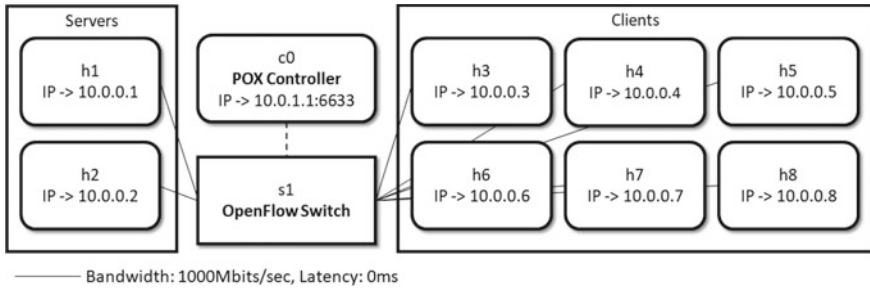 Servers
h1
IP -> 10.0.0.1
h2
IP -> 10.0.0.2
c0
POX Controller
IP -> 10.0.1.1:6633
s1
OpenFlow Switch
Clients
h3
IP -> 10.0.0.3
h4
IP -> 10.0.0.4
h5
IP -> 10.0.0.5
h6
IP -> 10.0.0.6
h7
IP -> 10.0.0.7
h8
IP -> 10.0.0.8
Bandwidth: 1000Mbits/sec, Latency: 0ms